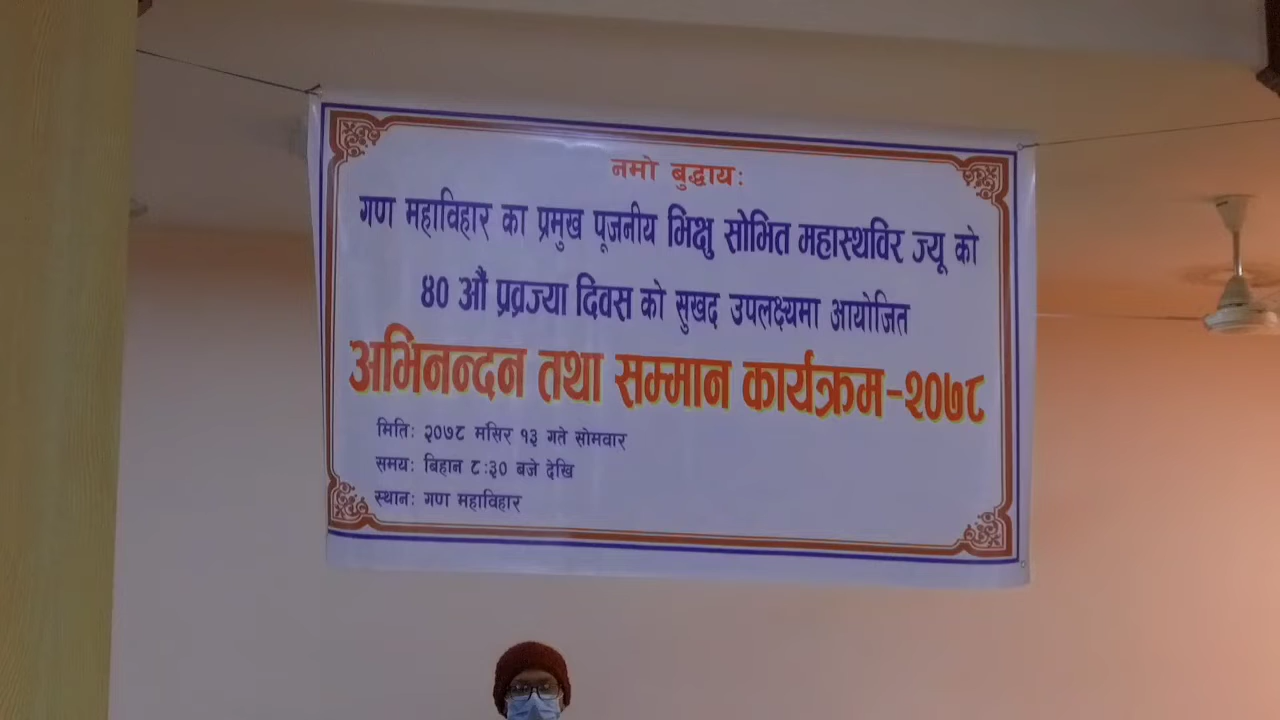 नमो बुद्धायः
गण महाविहार का प्रमुख पूजनीय भिक्षु सोभित महास्थविर ज्यू को
४० औं प्रव्रज्या दिवस को सुखद उपलक्ष्यमा आयोजित
अभिनन्दन तथा सम्मान कार्यक्रम-२०७८
मितिः २०७८ मंसिर १३ गते सोमवार
समयः बिहान ८:३० बजे देखि
स्थानः गण महाविहार